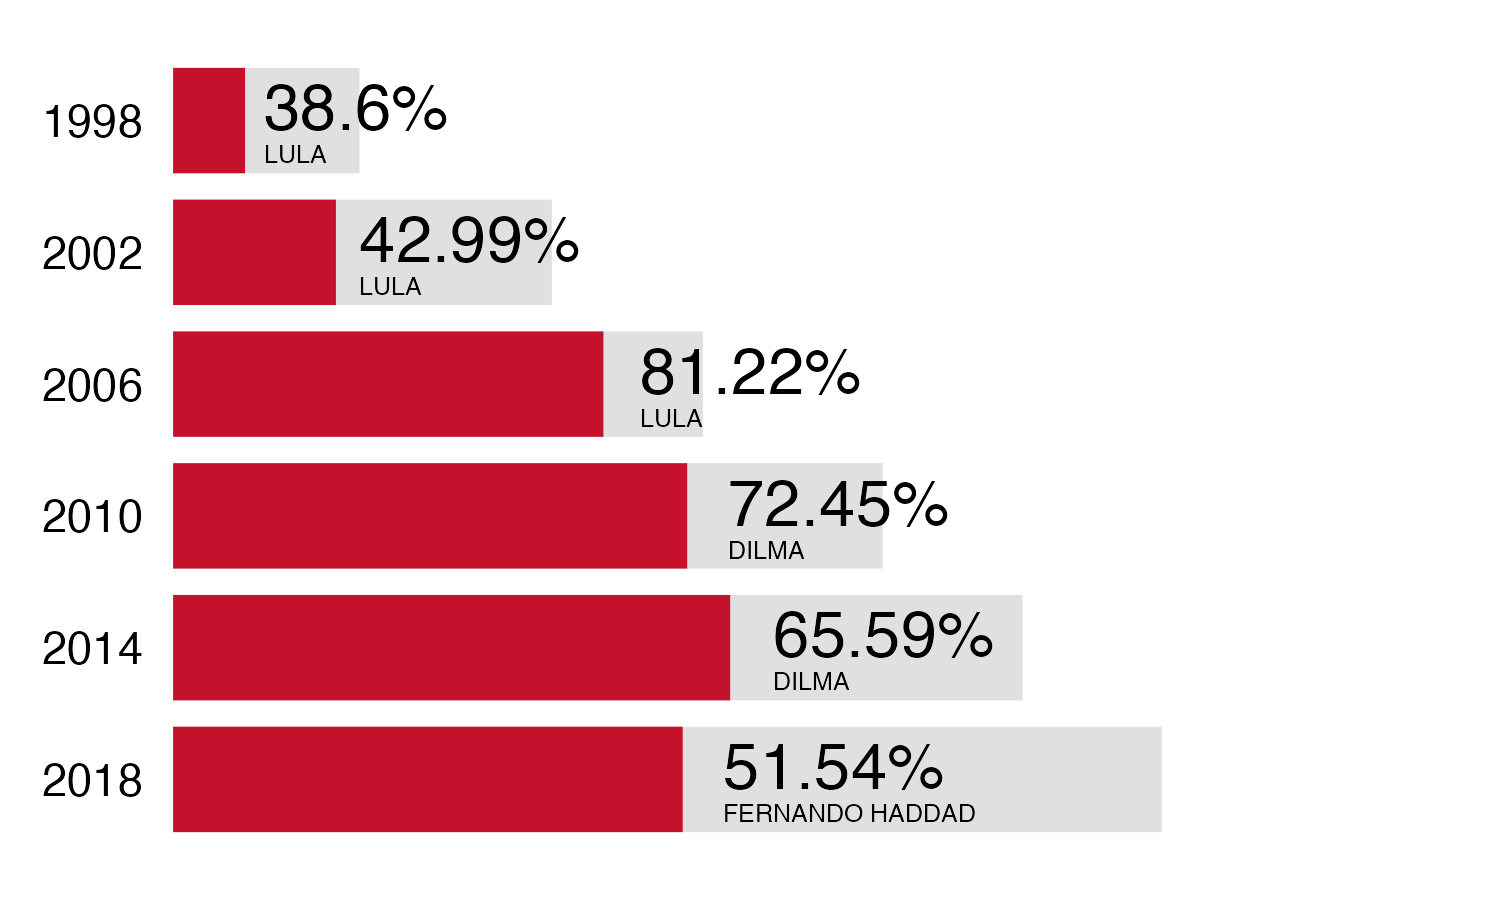 1998
38.6%
LULA
2002
42.99%
LULA
2006
81.22%
LULA
2010
72.45%
DILMA
2014
65.59%
DILMA
2018
51.54%
FERNANDO HADDAD